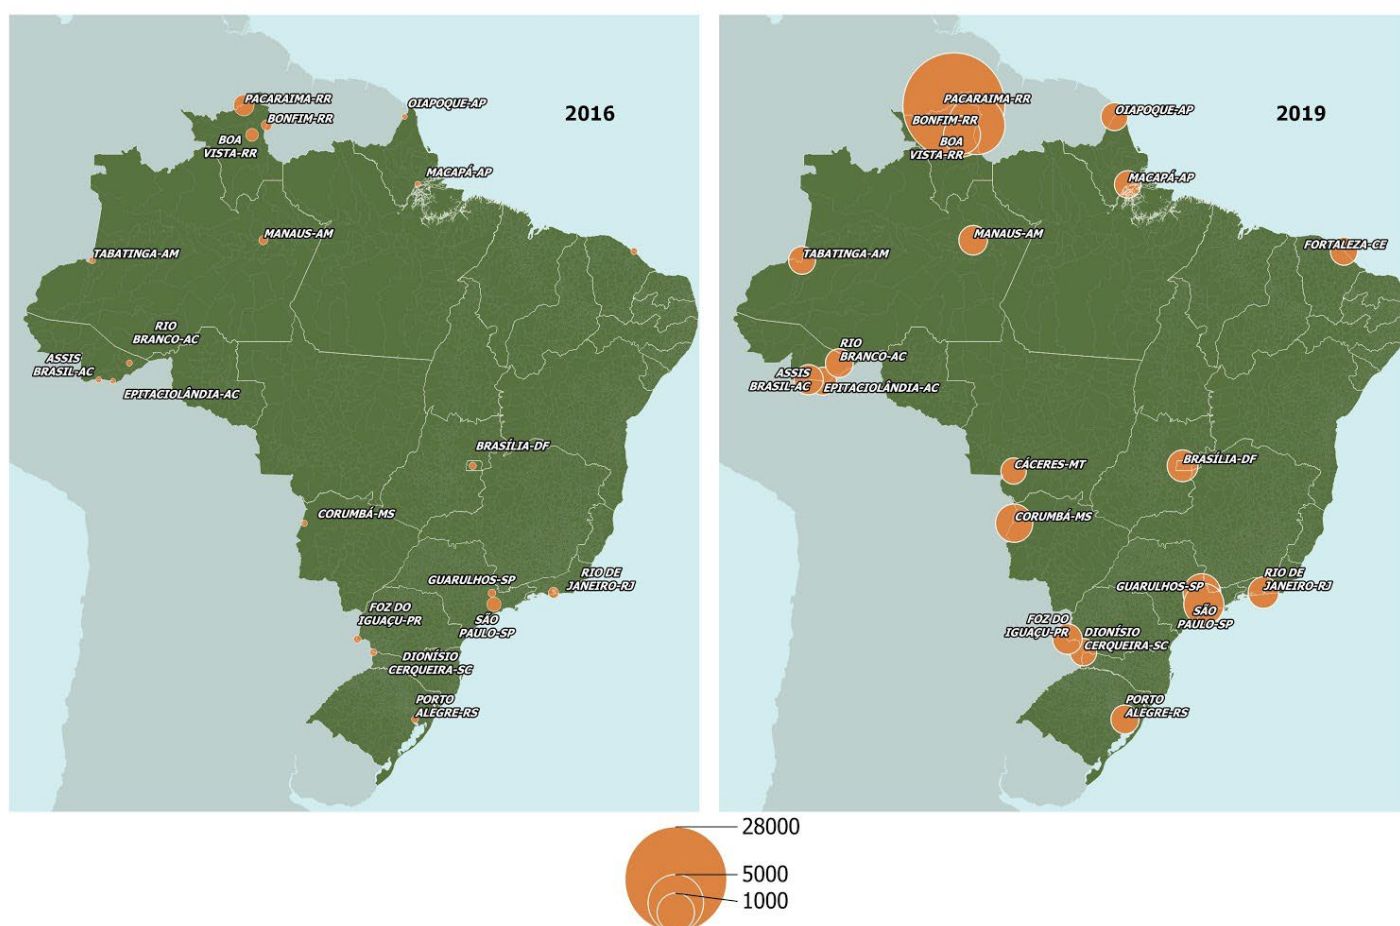 2016
PACARAIMA-RR
BONFIM-RR
BOA
VISTA-RR
OIAPOQUE-AP
MACAPÁ-AP
MANAUS-AM
TABATINGA-AM
RIO
BRANCO-AC
ASSIS
BRASIL-AC
EPITACIOLÂNDIA-AC
BRASÍLIA-DF
CORUMBÁ-MS
GUARULHOS-SP
RIO DE
JANEIRO-RJ
SÃO
PAULO-SP
FOZ DO
IGUAÇU-PR
DIONÍSIO
CERQUEIRA-SC
PORTO
ALEGRE-RS
2019
PACARAIMA-RR
BONFIM-RR
BOA
VISTA-RR
OIAPOQUE-AP
MACAPÁ-AP
MANAUS-AM
TABATINGA-AM
FORTALEZA-CE
RIO
BRANCO-AC
ASSIS
BRASIL-AC
EPITACIOLÂNDIA-AC
CÁCERES-MT
BRASÍLIA-DF
CORUMBÁ-MS
GUARULHOS-SP
RIO DE
JANEIRO-RJ
SÃO
PAULO-SP
FOZ DO
IGUAÇU-PR
DIONÍSIO
CERQUEIRA-SC
PORTO
ALEGRE-RS
28000
5000
1000